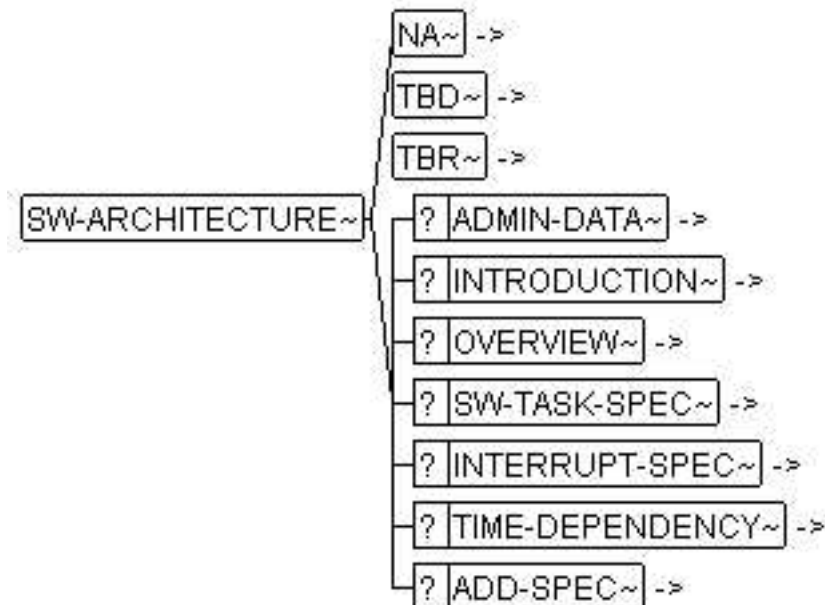 NA~ ->
TBD~ ->
TBR~ ->
SW-ARCHITECTURE~
? ADMIN-DATA~ ->
? INTRODUCTION~ ->
? OVERVIEW~ ->
? SW-TASK-SPEC~ ->
? INTERRUPT-SPEC~ ->
? TIME-DEPENDENCY~ ->
? ADD-SPEC~ ->